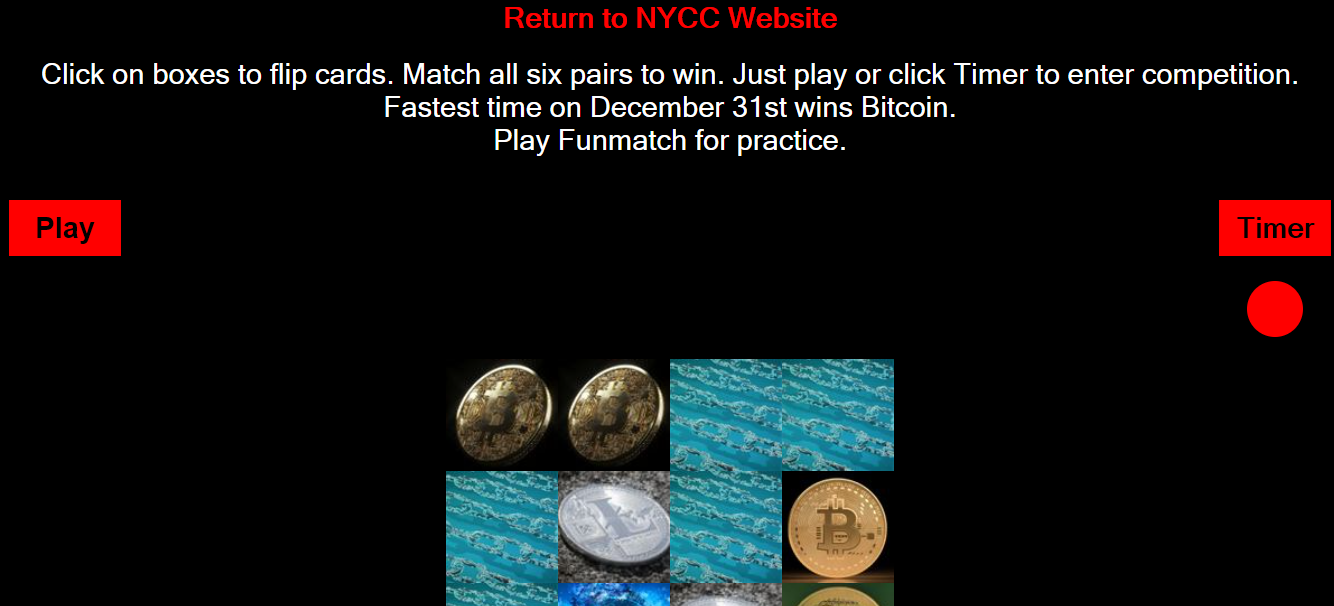 Return to NYCC Website
Click on boxes to flip cards. Match all six pairs to win. Just play or click Timer to enter competition.
Fastest time on December 31st wins Bitcoin.
Play Funmatch for practice.
Play
Timer